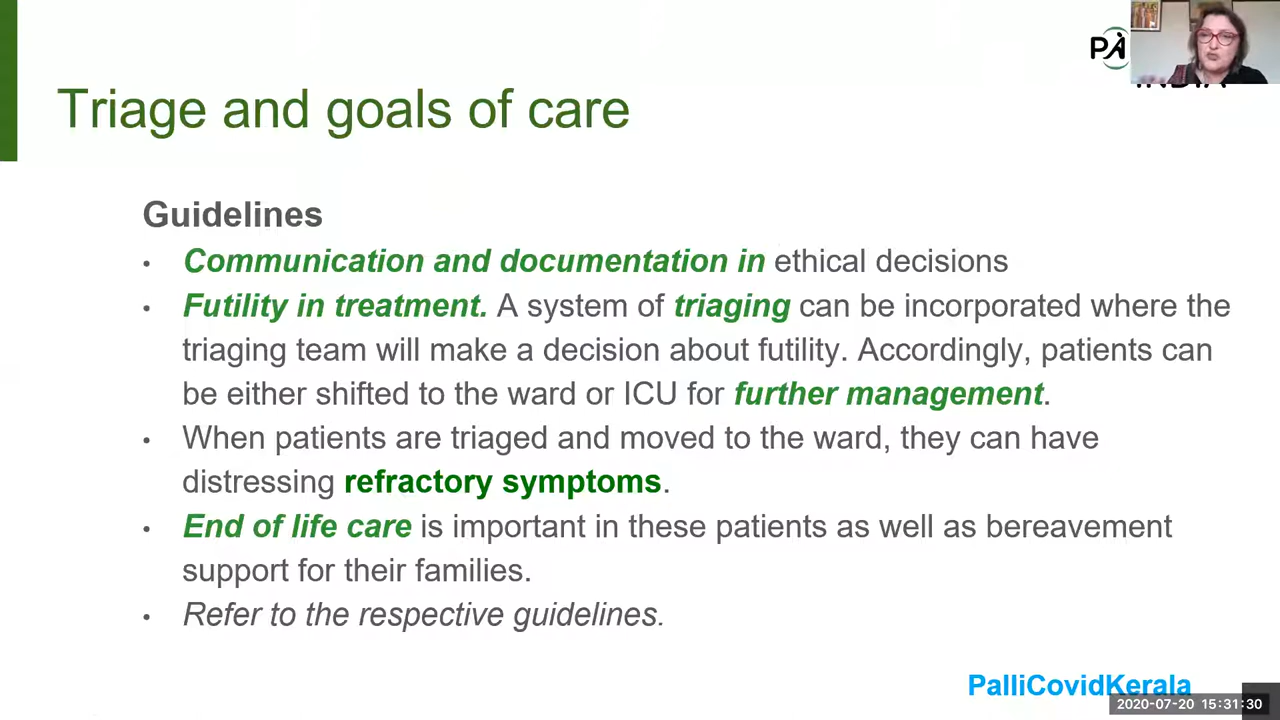 PA
INDIA
Triage and goals of care
Guidelines
• Communication and documentation in ethical decisions
• Futility in treatment. A system of triaging can be incorporated where the
triaging team will make a decision about futility. Accordingly, patients can
be either shifted to the ward or ICU for further management.
• When patients are triaged and moved to the ward, they can have
distressing refractory symptoms.
• End of life care is important in these patients as well as bereavement
support for their families.
• Refer to the respective guidelines.
PalliCovidKerala
2020-07-20 15:31:30